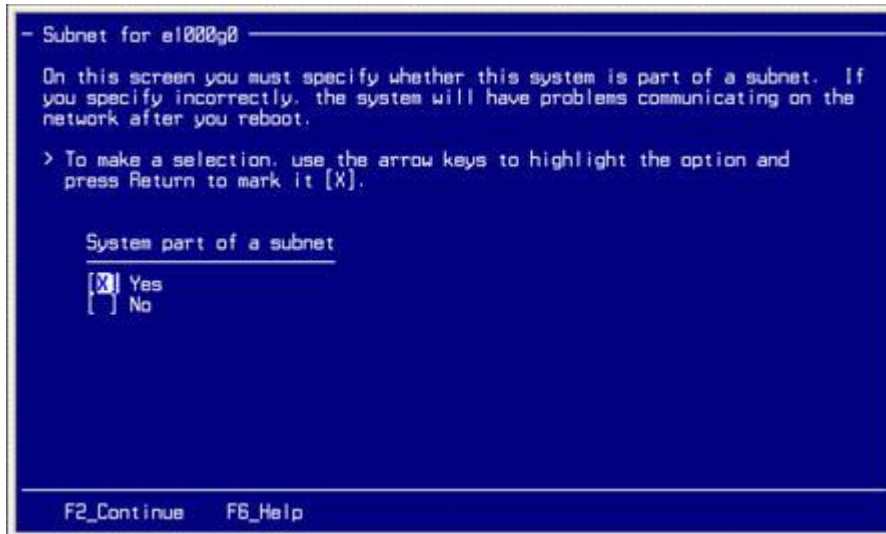 Subnet for e1000g0
On this screen you must specify whether this system is part of a subnet. If
you specify incorrectly, the system will have problems communicating on the
network after you reboot.
> To make a selection, use the arrow keys to highlight the option and
press Return to mark it [X].
System part of a subnet
[X] Yes
[ ] No
F2_Continue F6_Help